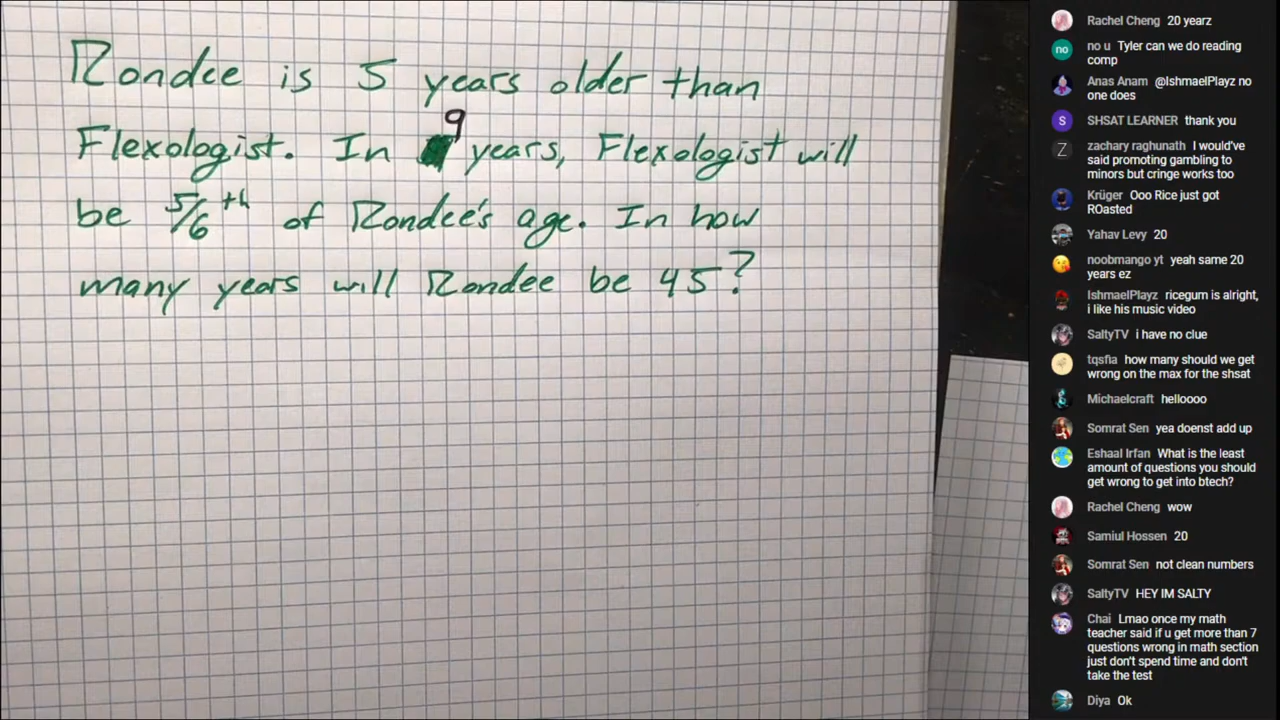 Rondee is 5 years older than
9
Flexologist. In years, Flexologist will
be 5/6th of Rondee's age. In how
many years will Rondee be 45?
Rachel Cheng 20 yearz
no no u Tyler can we do reading
comp
Anas Anam @IshmaelPlayz no
one does
S SHSAT LEARNER thank you
Z zachary raghunath I would've
said promoting gambling to
minors but cringe works too
Krüger Ooo Rice just got
ROasted
Yahav Levy 20
noobmango yt yeah same 20
years ez
IshmaelPlayz ricegum is alright,
i like his music video
SaltyTV i have no clue
tqsfia how many should we get
wrong on the max for the shsat
Michaelcraft helloooo
Somrat Sen yea doenst add up
Eshaal Irfan What is the least
amount of questions you should
get wrong to get into btech?
Rachel Cheng wow
Samiul Hossen 20
Somrat Sen not clean numbers
SaltyTV HEY IM SALTY
Chai Lmao once my math
teacher said if u get more than 7
questions wrong in math section
just don't spend time and don't
take the test
Diya Ok